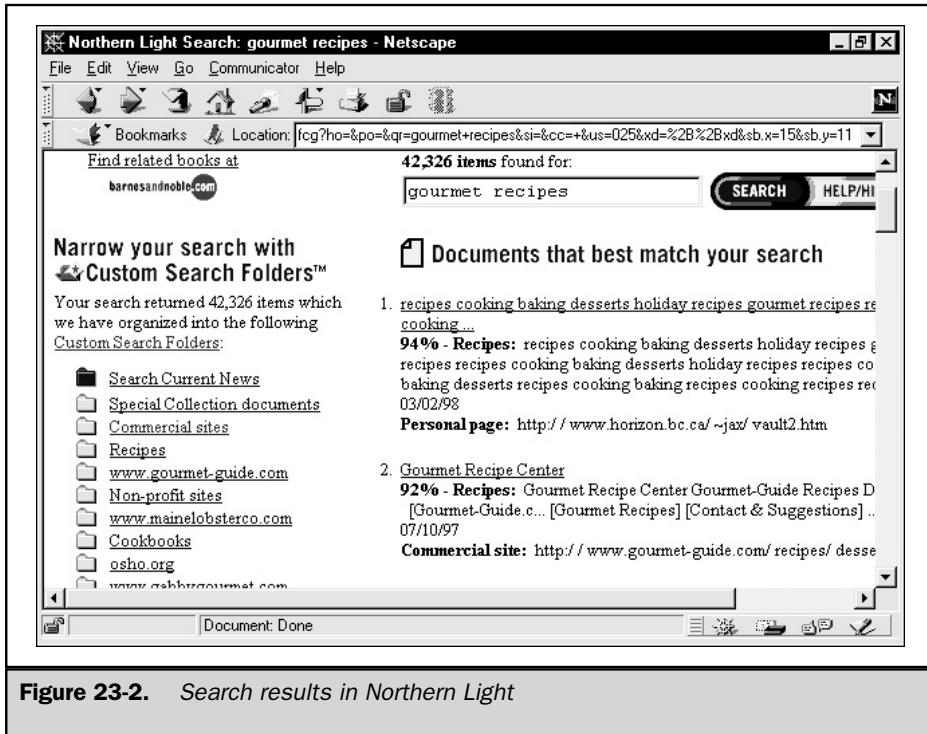 Northern Light Search: gourmet recipes - Netscape
File Edit View Go Communicator Help
N
Bookmarks Location: fcg?ho=&po=&qr=gourmet+recipes&si=&cc=+&us=025&xd=%2B%2Bxd&sb.x=15&sb.y=11
Find related books at
barnesandnoble.com
Narrow your search with
Custom Search Folders™
Your search returned 42,326 items which
we have organized into the following
Custom Search Folders:
Search Current News
Special Collection documents
Commercial sites
Recipes
www.gourmet-guide.com
Non-profit sites
www.mainelobsterco.com
Cookbooks
osho.org
www.gabbygourmet.com
42,326 items found for:
gourmet recipes
SEARCH HELP/HI
Documents that best match your search
1. recipes cooking baking desserts holiday recipes gourmet recipes re
cooking ...
94% - Recipes: recipes cooking baking desserts holiday recipes g
recipes recipes cooking baking desserts holiday recipes recipes co
baking desserts recipes cooking baking recipes cooking recipes rec
03/02/98
Personal page: http://www.horizon.bc.ca/~jax/vault2.htm
2. Gourmet Recipe Center
92% - Recipes: Gourmet Recipe Center Gourmet-Guide Recipes D
[Gourmet-Guide.c... [Gourmet Recipes] [Contact & Suggestions] ..
07/10/97
Commercial site: http://www.gourmet-guide.com/recipes/desse
Document: Done
Figure 23-2. Search results in Northern Light